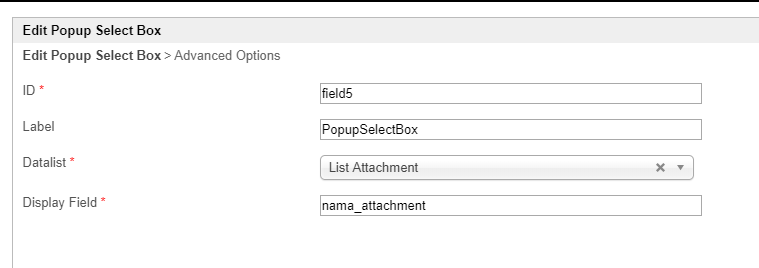 Edit Popup Select Box
Edit Popup Select Box > Advanced Options
ID *
field5
Label
PopupSelectBox
Datalist *
List Attachment
Display Field *
nama_attachment